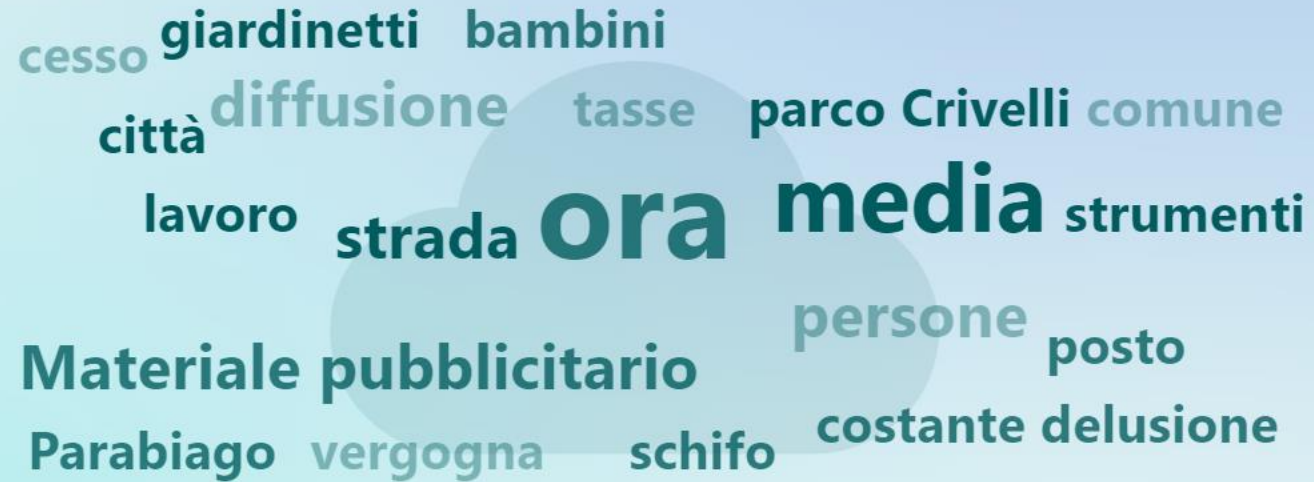 cesso giardinetti bambini
città diffusione tasse parco Crivelli comune
lavoro strada ora media strumenti
persone posto
Materiale pubblicitario
costante delusione
Parabiago vergogna schifo